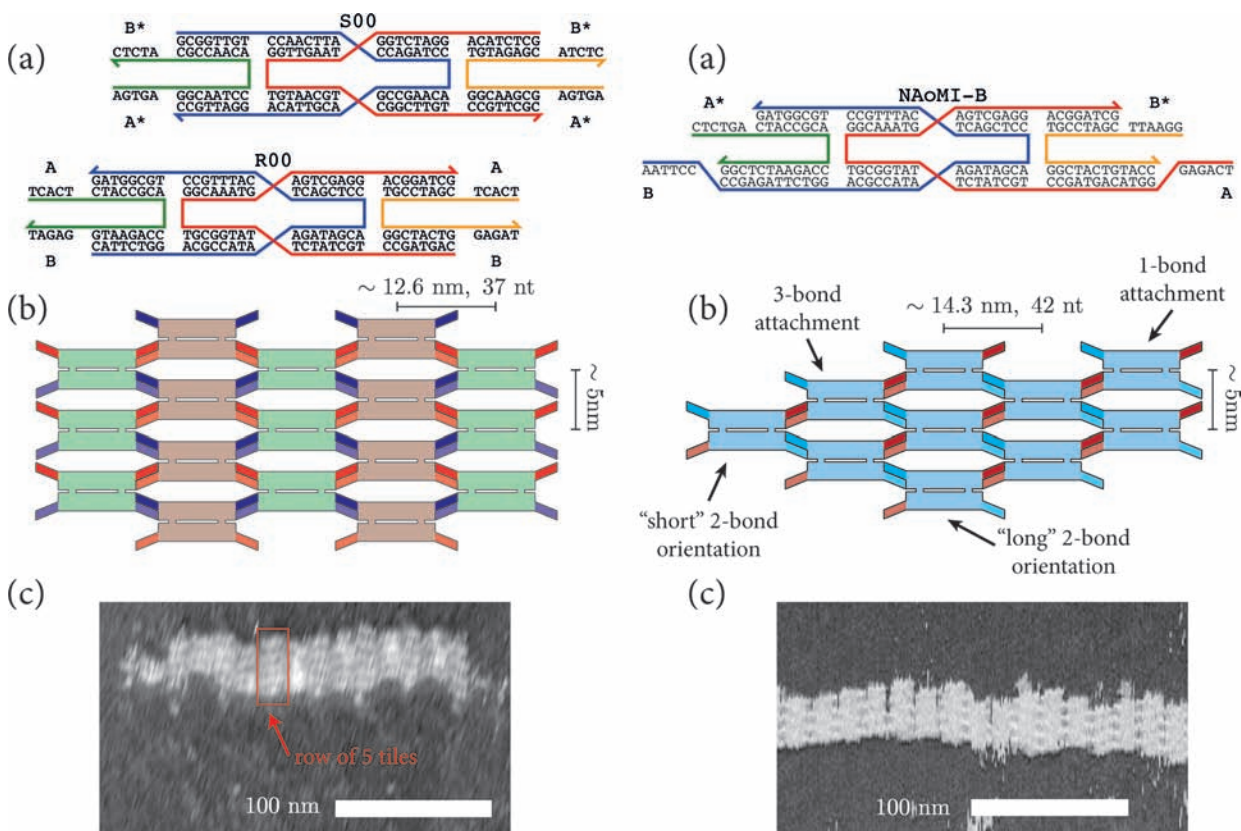 (a)
S00
B*
B*
GCGGTTGT CCAACTTA GGTCTAGG ACATCTCG
CTCTA CGCCAACA GGTTGAAT CCAGATCC TGTAGAGC ATCTC
AGTGA GGCAATCC TGTAACGT GCCGAACA GGCAAGCG AGTGA
CCGTTAGG ACATTGCA CGGCTTGT CCGTTCGC
A*
A*
R00
A
A
GATGGCGT CCGTTTAC AGTCGAGG ACGGATCG
TCACT CTACCGCA GGCAAATG TCAGCTCC TGCCTAGC TCACT
TAGAG GTAAGACC TGCGGTAT AGATAGCA GGCTACTG GAGAT
CATTCTGG ACGCCATA TCTATCGT CCGATGAC
B
B
(b)
~ 12.6 nm, 37 nt
~ 5nm
(c)
row of 5 tiles
100 nm
(a)
NAoMI-B
A*
B*
GATGGCGT CCGTTTAC AGTCGAGG ACGGATCG
CTCTGA CTACCGCA GGCAAATG TCAGCTCC TGCCTAGC TTAAGG
AATTCC GGCTCTAAGACC TGCGGTAT AGATAGCA GGCTACTGTACC GAGACT
CCGAGATTCTGG ACGCCATA TCTATCGT CCGATGACATGG
B
A
(b)
3-bond
attachment
~ 14.3 nm, 42 nt
1-bond
attachment
~ 5nm
“short” 2-bond
orientation
“long” 2-bond
orientation
(c)
100 nm